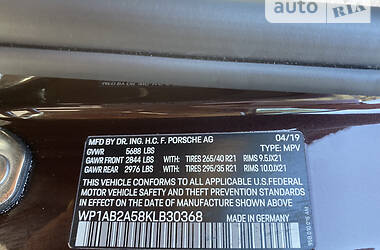 auto RIA
MFD BY DR. ING. H.C. F. PORSCHE AG 04/19
GVWR 5688 LBS TYPE: MPV
GAWR FRONT 2844 LBS WITH: TIRES 265/40 R21 RIMS 9.5JX21
GAWR REAR 2976 LBS WITH: TIRES 295/35 R21 RIMS 10.0JX21
THIS VEHICLE CONFORMS TO ALL APPLICABLE U.S. FEDERAL
MOTOR VEHICLE SAFETY AND THEFT PREVENTION STANDARDS
IN EFFECT ON THE DATE OF MANUFACTURE SHOWN ABOVE.
WP1AB2A58KLB30368